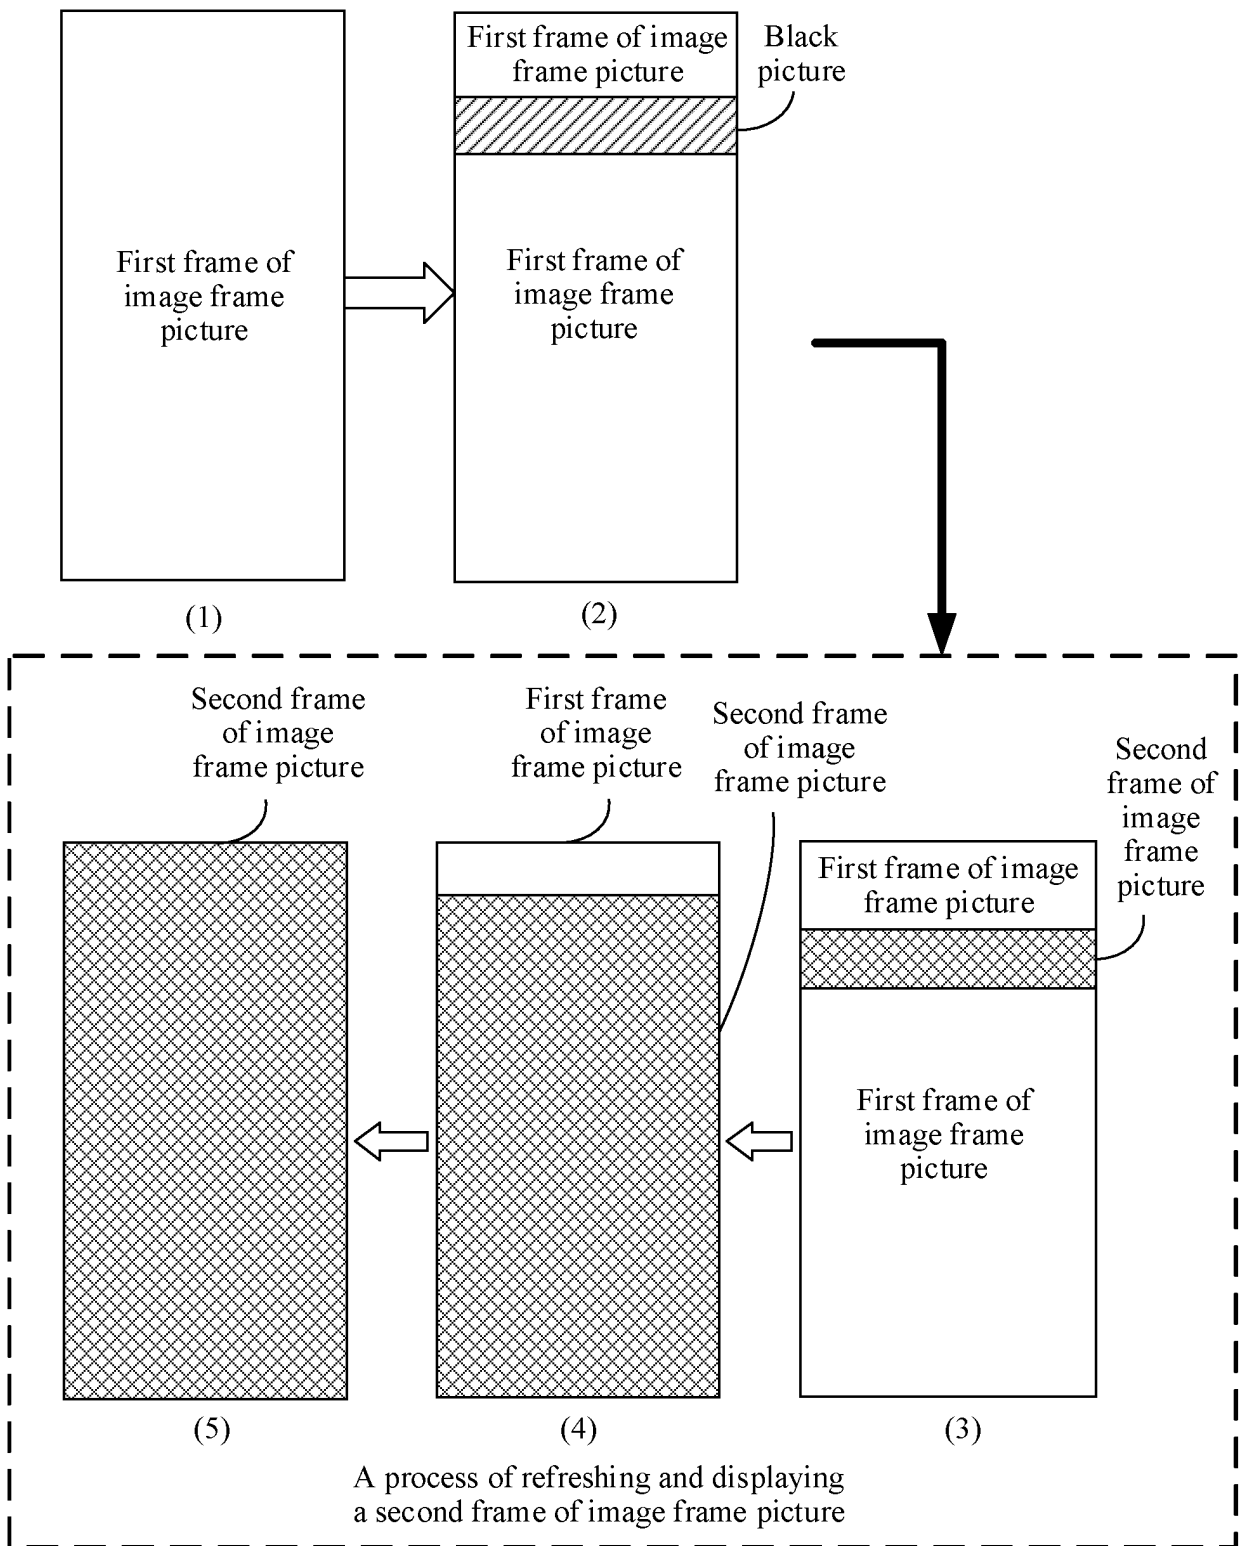 First frame of
image frame
picture
(1)
First frame of image
frame picture
Black
picture
First frame of
image frame
picture
(2)
Second frame
of image
frame picture
(5)
First frame
of image
frame picture
Second frame
of image
frame picture
(4)
Second
frame of
image
frame
picture
First frame of image
frame picture
First frame of
image frame
picture
(3)
A process of refreshing and displaying
a second frame of image frame picture